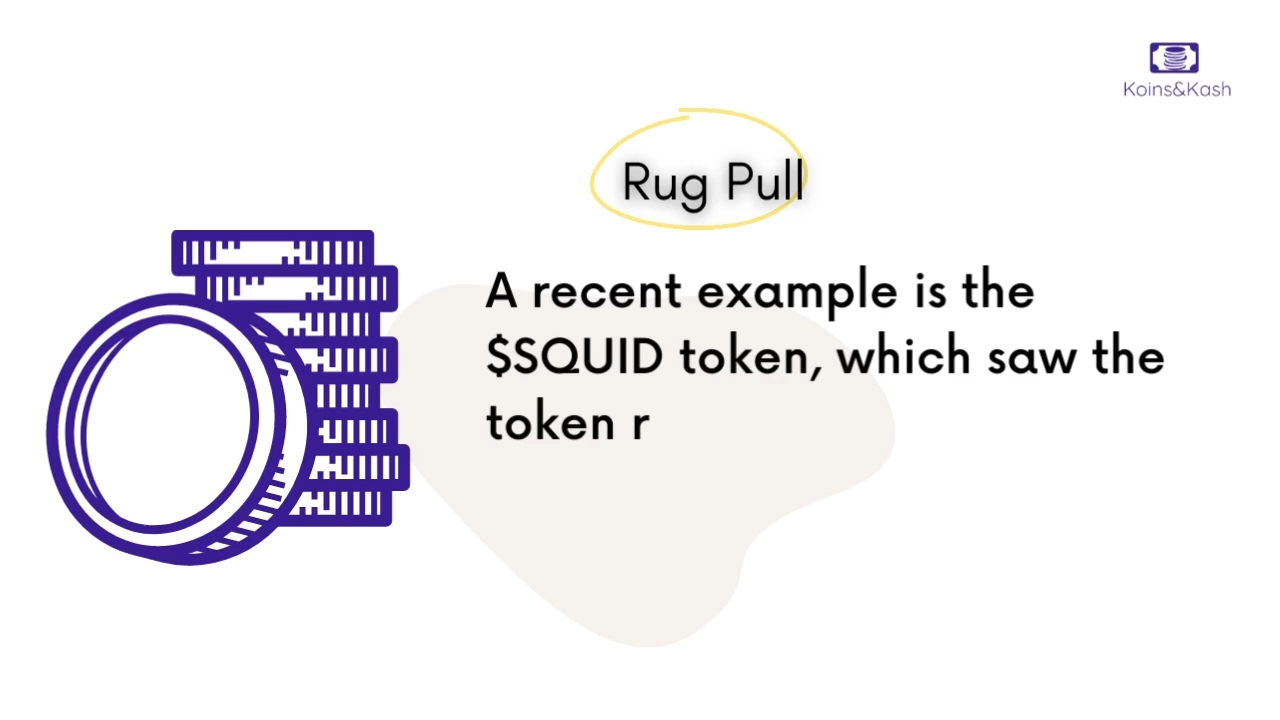 Koins&Kash
Rug Pull
A recent example is the
$SQUID token, which saw the
token r